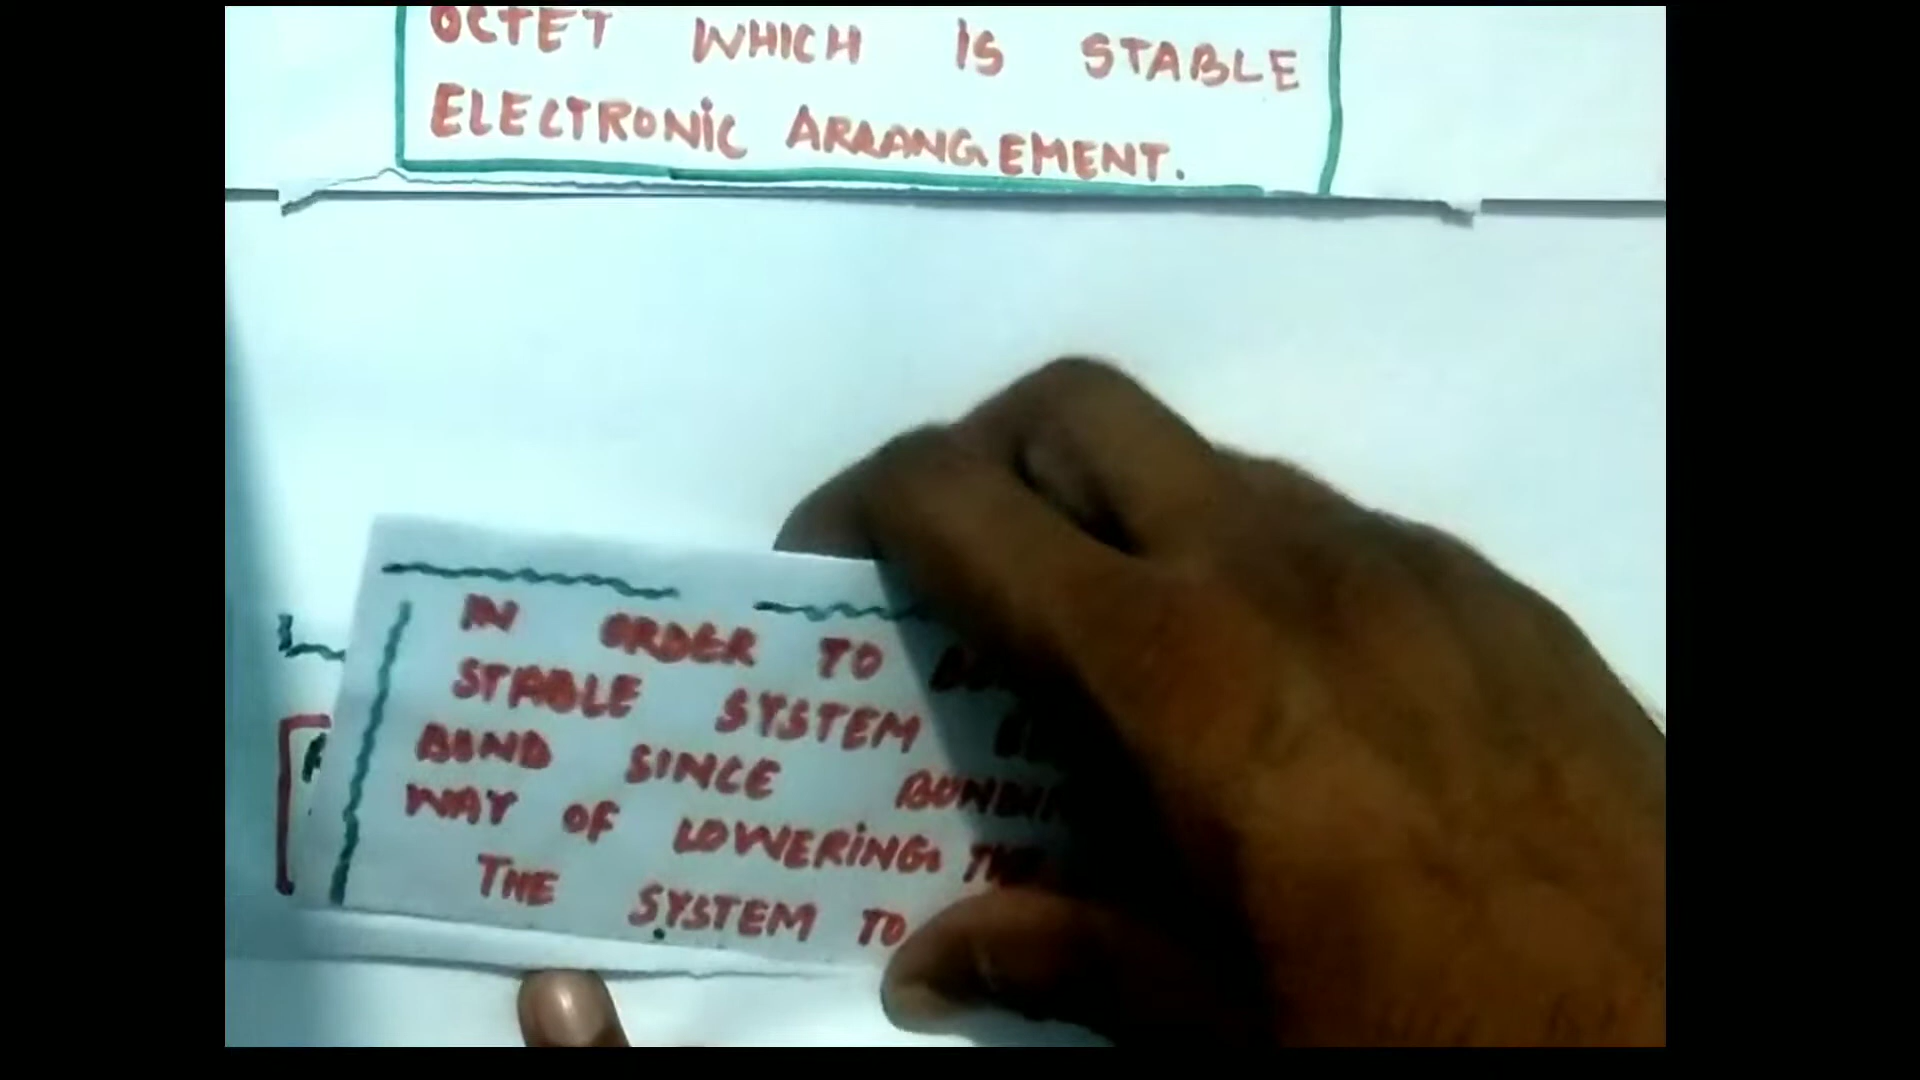 OCTET WHICH IS STABLE
ELECTRONIC ARRANGEMENT.
IN ORDER TO
STABLE SYSTEM
BOND SINCE
WAY OF LOWERING THE
THE SYSTEM TO